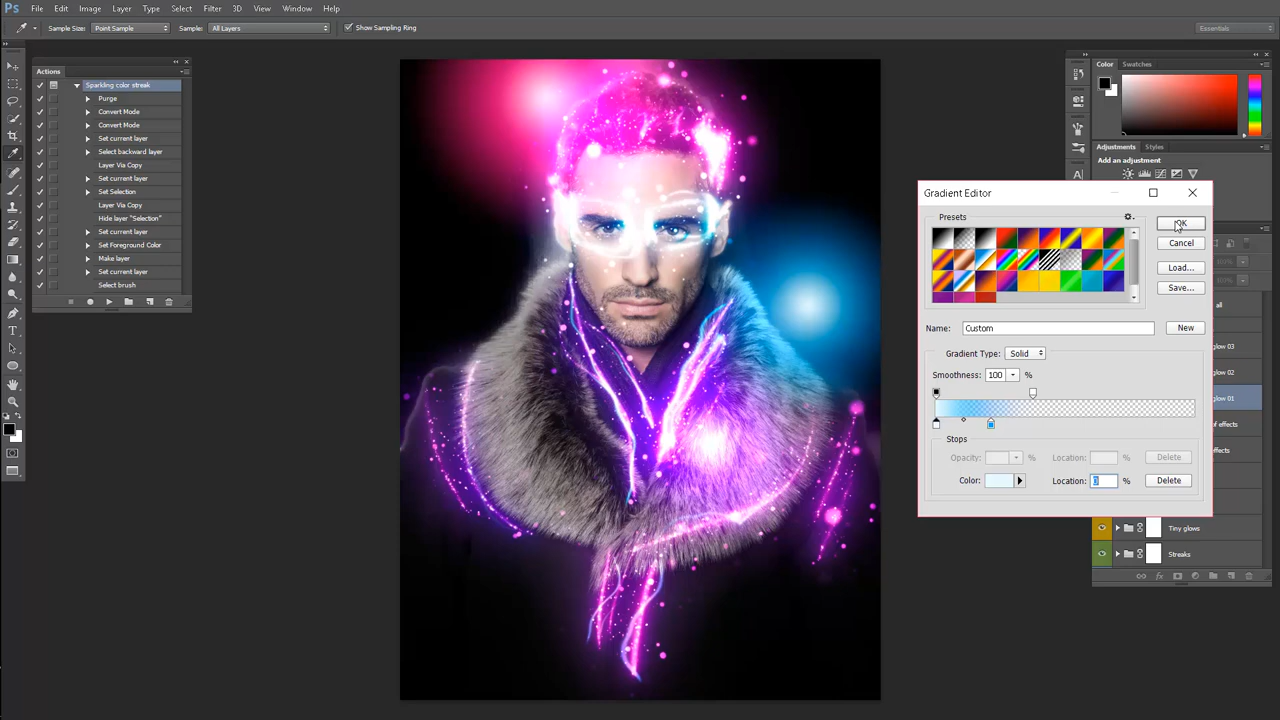 Ps File Edit Image Layer Type Select Filter 3D View Window Help
Sample Size: Point Sample Sample: All Layers Show Sampling Ring Essentials
Actions
Sparkling color streak
Purge
Convert Mode
Convert Mode
Set current layer
Select backward layer
Layer Via Copy
Set current layer
Set Selection
Layer Via Copy
Hide layer "Selection"
Set current layer
Set Foreground Color
Make layer
Set current layer
Select brush
Color Swatches
Adjustments Styles
Add an adjustment
Gradient Editor
Presets
OK
Cancel
Load...
Save...
Name: Custom New
Gradient Type: Solid
Smoothness: 100 %
Stops
Opacity: % Location: % Delete
Color: Location: 0 % Delete
all
glow 03
glow 02
glow 01
of effects
effects
Tiny glows
Streaks